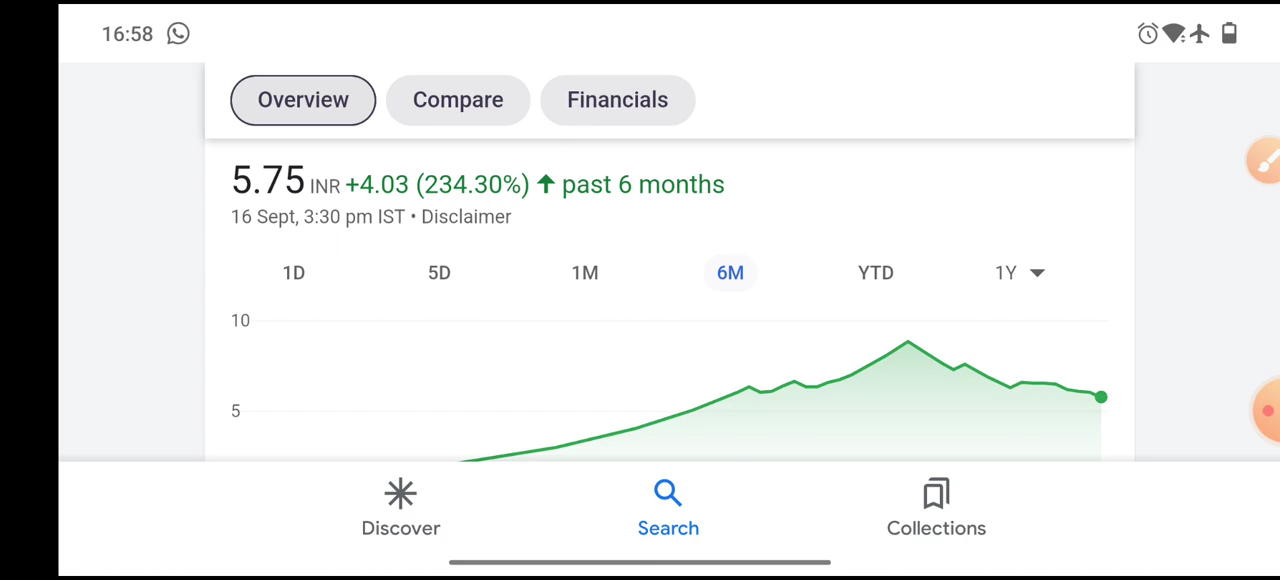 16:58
Overview Compare Financials
5.75 INR +4.03 (234.30%) ↑ past 6 months
16 Sept, 3:30 pm IST • Disclaimer
1D 5D 1M 6M YTD 1Y
10
5
Discover Search Collections